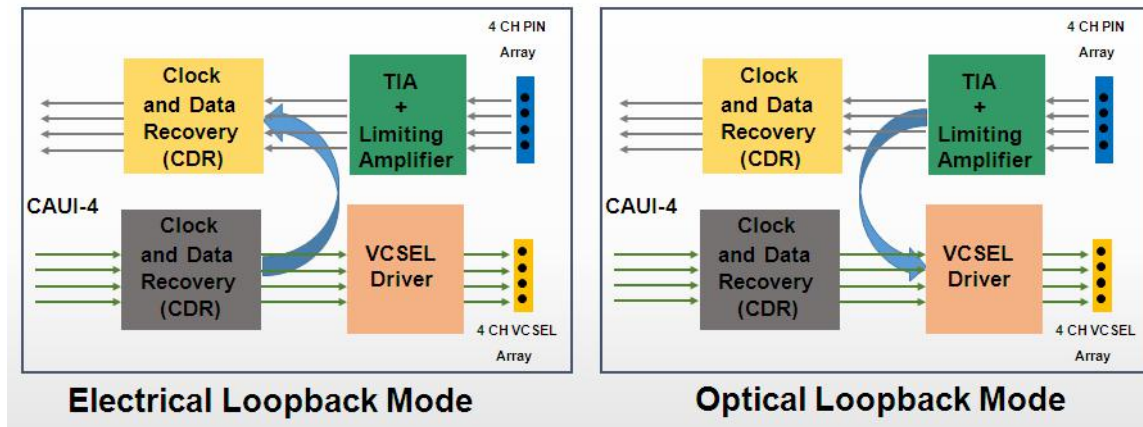 4 CH PIN
Array
Clock
and Data
Recovery
(CDR)
TIA
+
Limiting
Amplifier
CAUI-4
Clock
and Data
Recovery
(CDR)
VCSEL
Driver
4 CH VCSEL
Array
Electrical Loopback Mode
4 CH PIN
Array
Clock
and Data
Recovery
(CDR)
TIA
+
Limiting
Amplifier
CAUI-4
Clock
and Data
Recovery
(CDR)
VCSEL
Driver
4 CH VCSEL
Array
Optical Loopback Mode